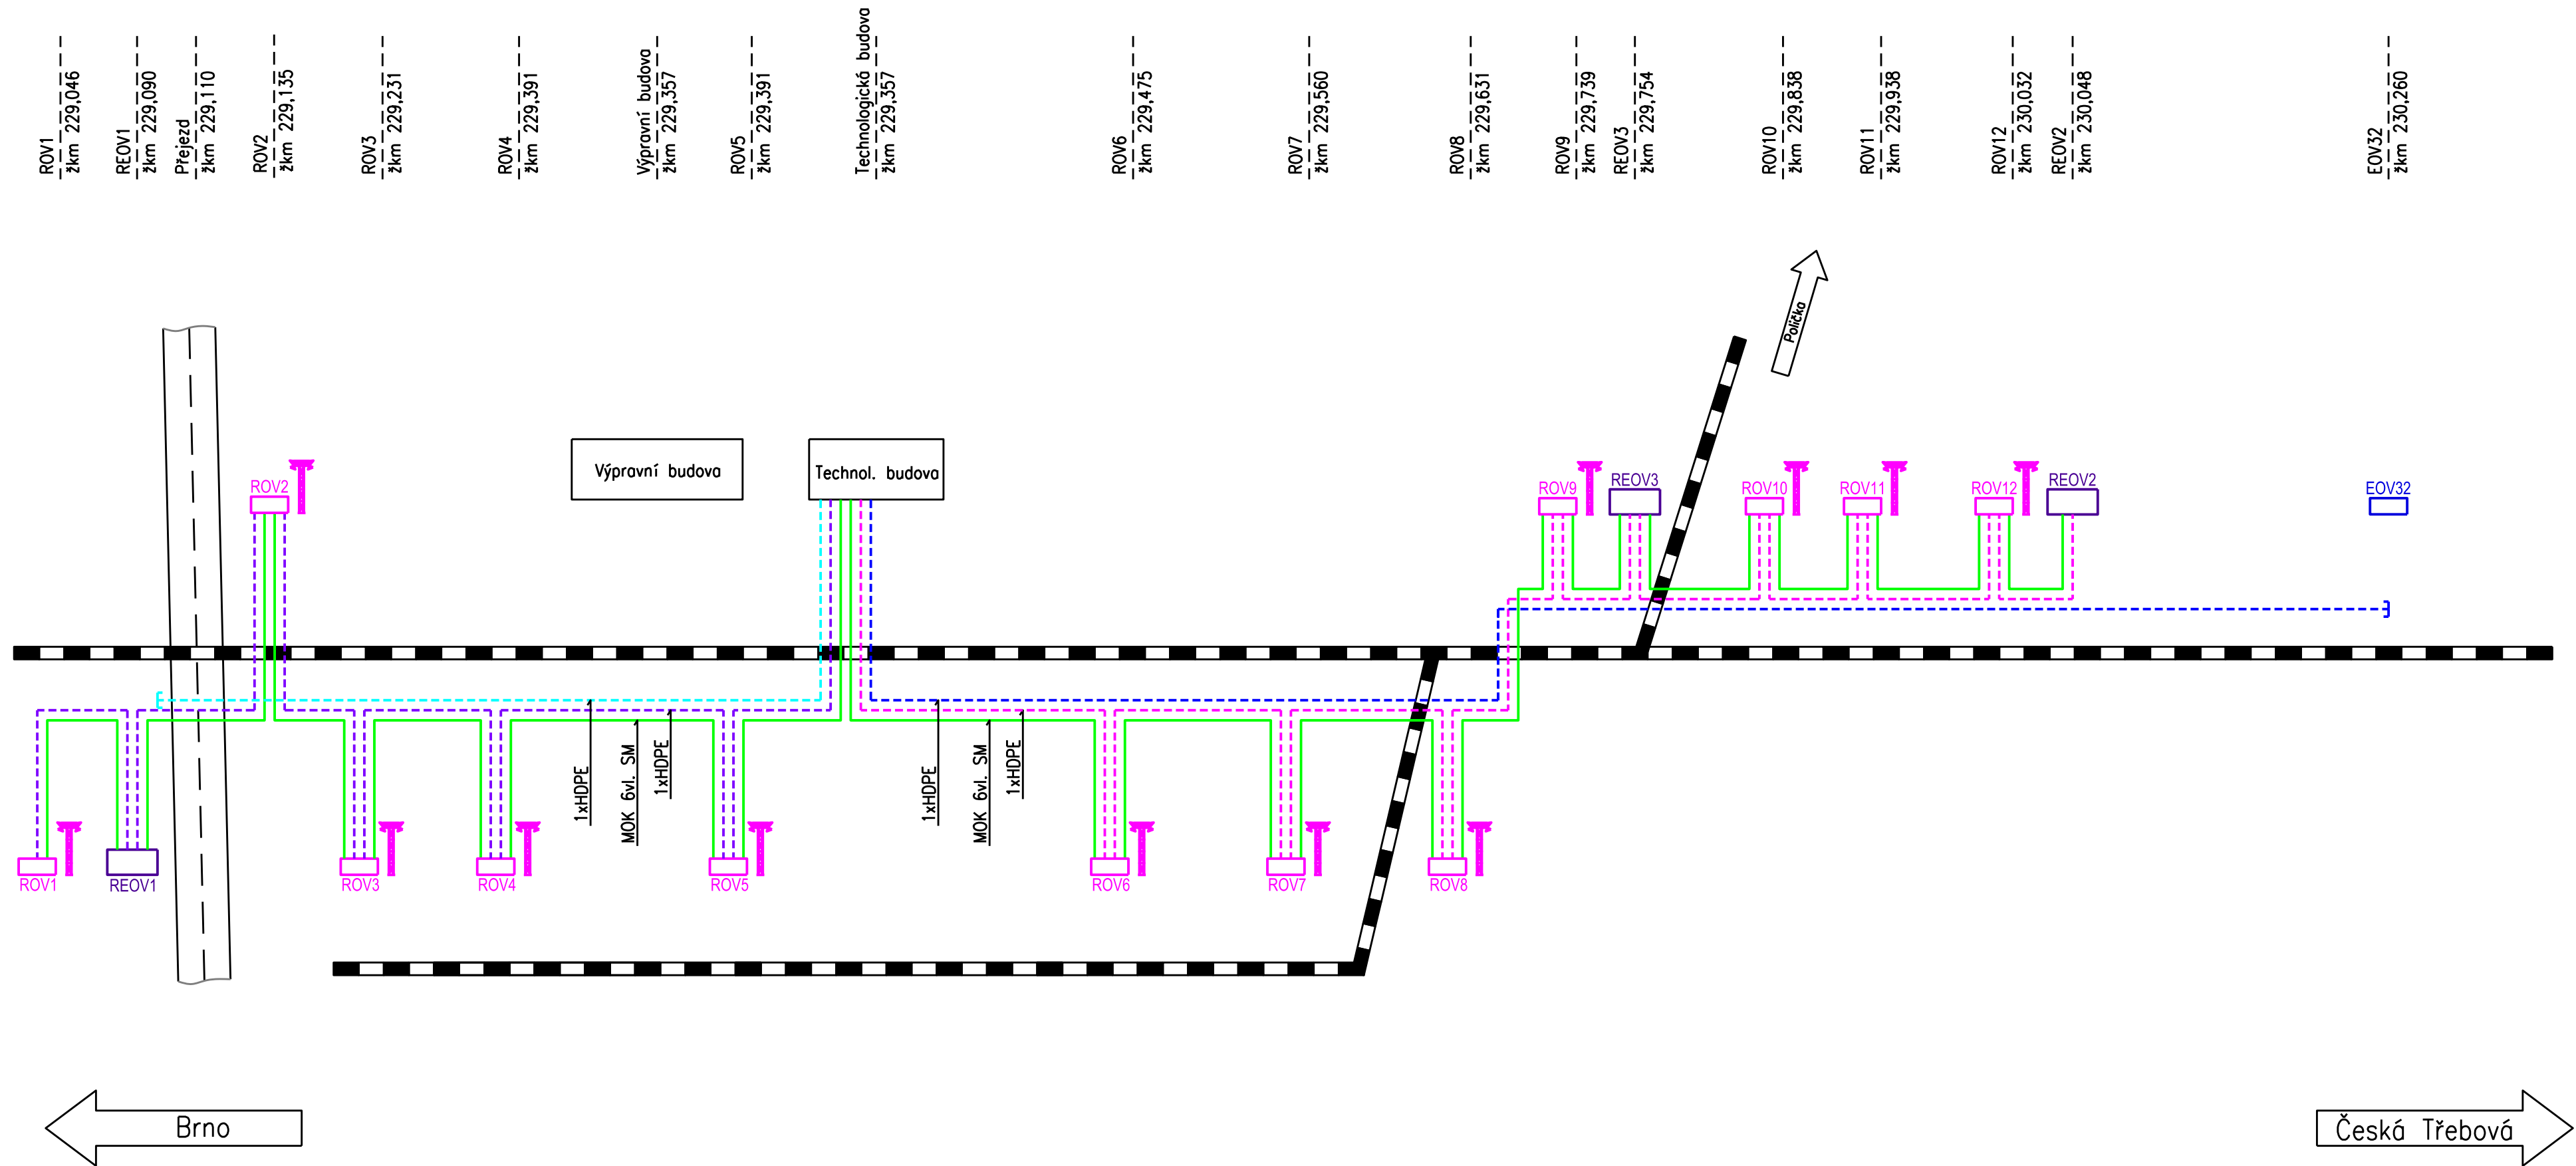 ROV1
žkm 229,046
REOV1
žkm 229,090
Přejezd
žkm 229,110
ROV2
žkm 229,135
ROV3
žkm 229,231
ROV4
žkm 229,391
Výpravní budova
žkm 229,357
ROV5
žkm 229,391
Technologická budova
žkm 229,357
ROV6
žkm 229,475
ROV7
žkm 229,560
ROV8
žkm 229,631
ROV9
žkm 229,739
REOV3
žkm 229,754
ROV10
žkm 229,838
ROV11
žkm 229,938
ROV12
žkm 230,032
REOV2
žkm 230,048
EOV32
žkm 230,260
Polička
Výpravní budova
Technol. budova
ROV2
ROV9
REOV3
ROV10
ROV11
ROV12
REOV2
EOV32
1xHDPE
MOK 6vl. SM
1xHDPE
1xHDPE
MOK 6vl. SM
1xHDPE
ROV1
REOV1
ROV3
ROV4
ROV5
ROV6
ROV7
ROV8
Brno
Česká Třebová